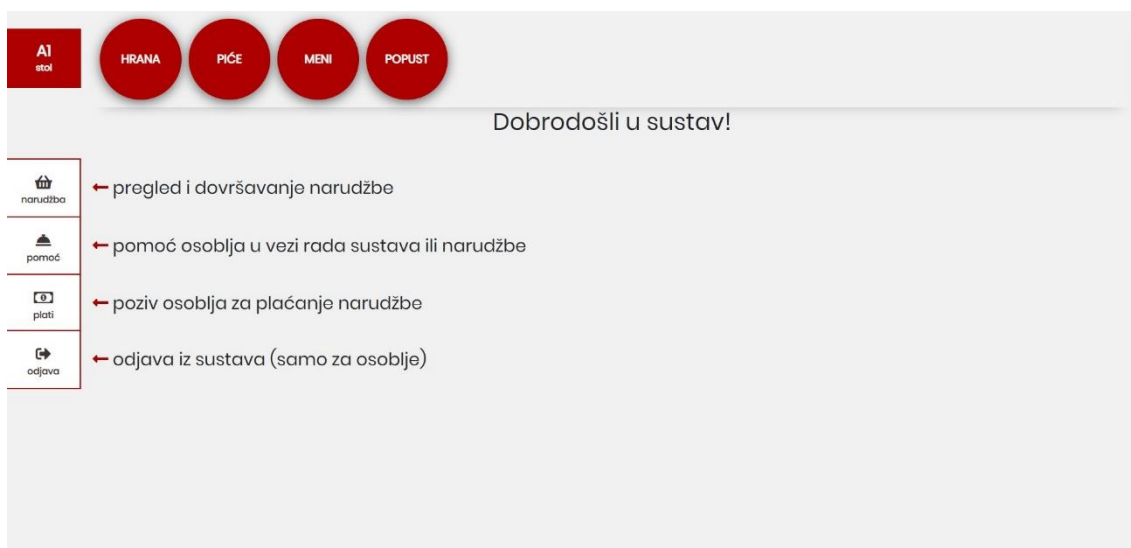 A1
stol
HRANA
PIĆE
MENI
POPUST
Dobrodošli u sustav!
narudžba
pregled i dovršavanje narudžbe
pomoć
pomoć osoblja u vezi rada sustava ili narudžbe
plati
poziv osoblja za plaćanje narudžbe
odjava
odjava iz sustava (samo za osoblje)